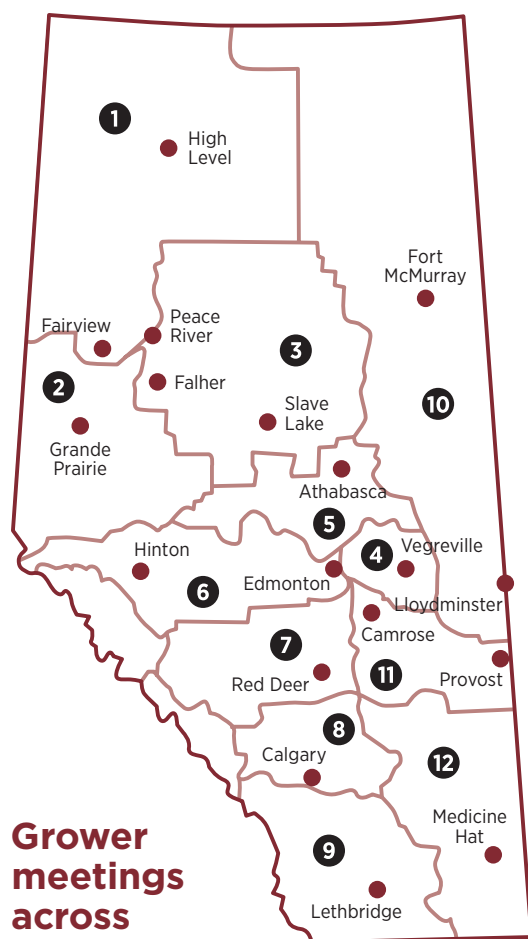 1
High
Level
Fort
McMurray
Peace
River
Fairview
3
2
Falher
10
Slave
Lake
Grande
Prairie
Athabasca
5
4
Vegreville
Hinton
Edmonton
6
Lloydminster
Camrose
7
11
Provost
Red Deer
8
Calgary
12
Medicine
Hat
9
Lethbridge
Grower
meetings
across